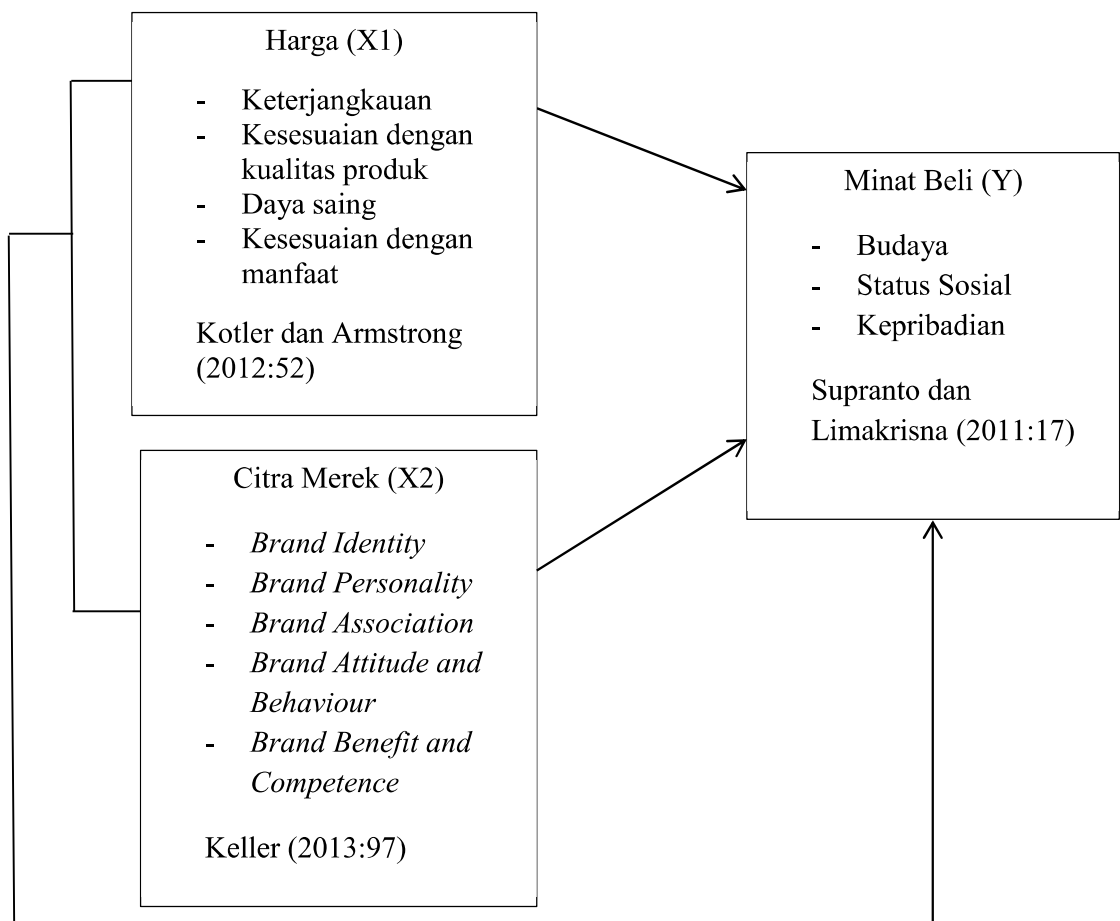 Harga (X1)
- Keterjangkauan
- Kesesuaian dengan
kualitas produk
- Daya saing
- Kesesuaian dengan
manfaat
Kotler dan Armstrong
(2012:52)
Citra Merek (X2)
- Brand Identity
- Brand Personality
- Brand Association
- Brand Attitude and
Behaviour
- Brand Benefit and
Competence
Keller (2013:97)
Minat Beli (Y)
- Budaya
- Status Sosial
- Kepribadian
Supranto dan
Limakrisna (2011:17)